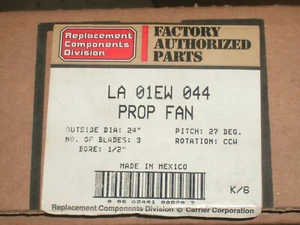 Replacement
Components
Division
FACTORY
AUTHORIZED
PARTS
LA 01EW 044
PROP FAN
OUTSIDE DIA: 24" PITCH: 27 DEG.
NO. OF BLADES: 3 ROTATION: CCW
BORE: 1/2"
MADE IN MEXICO
K/6
Replacement Components Division © Carrier Corporation